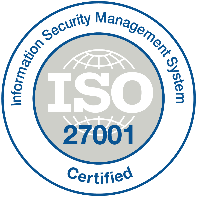 Information Security Management System
ISO
27001
Certified